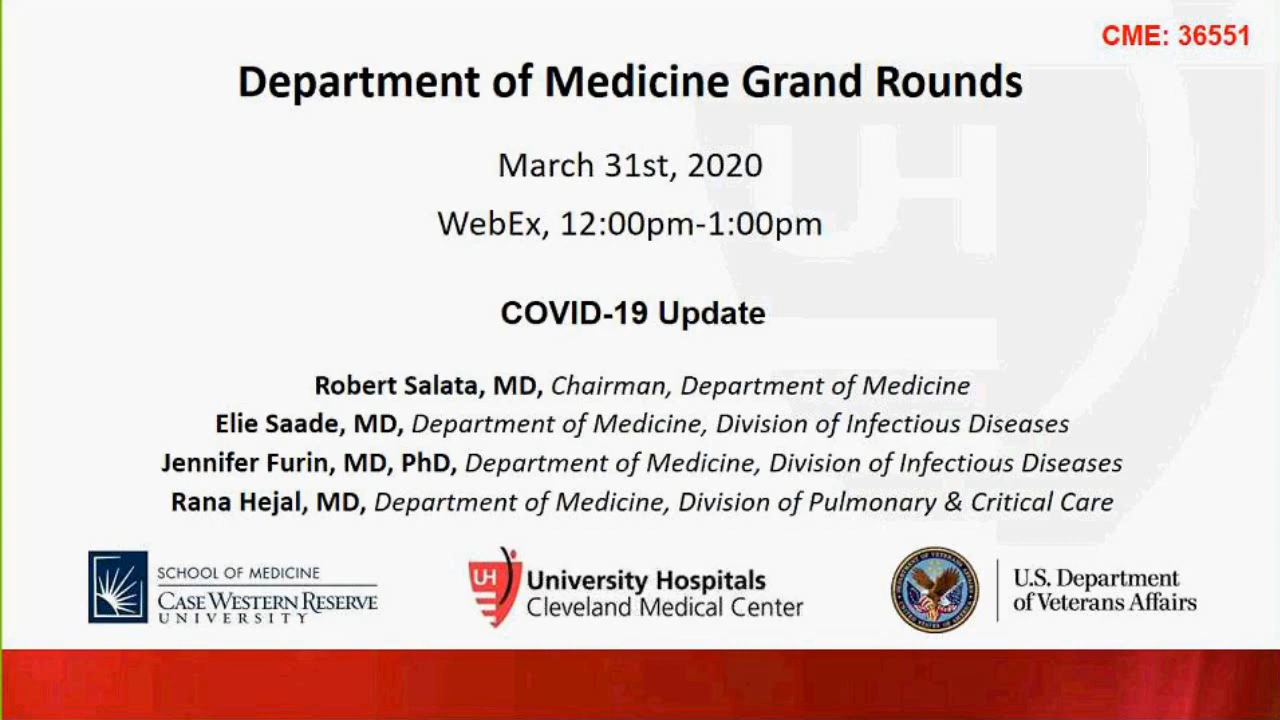 CME: 36551
Department of Medicine Grand Rounds
March 31st, 2020
WebEx, 12:00pm-1:00pm
COVID-19 Update
Robert Salata, MD, Chairman, Department of Medicine
Elie Saade, MD, Department of Medicine, Division of Infectious Diseases
Jennifer Furin, MD, PhD, Department of Medicine, Division of Infectious Diseases
Rana Hejal, MD, Department of Medicine, Division of Pulmonary & Critical Care
SCHOOL OF MEDICINE
CASE WESTERN RESERVE
UNIVERSITY
UH
University Hospitals
Cleveland Medical Center
U.S. Department
of Veterans Affairs